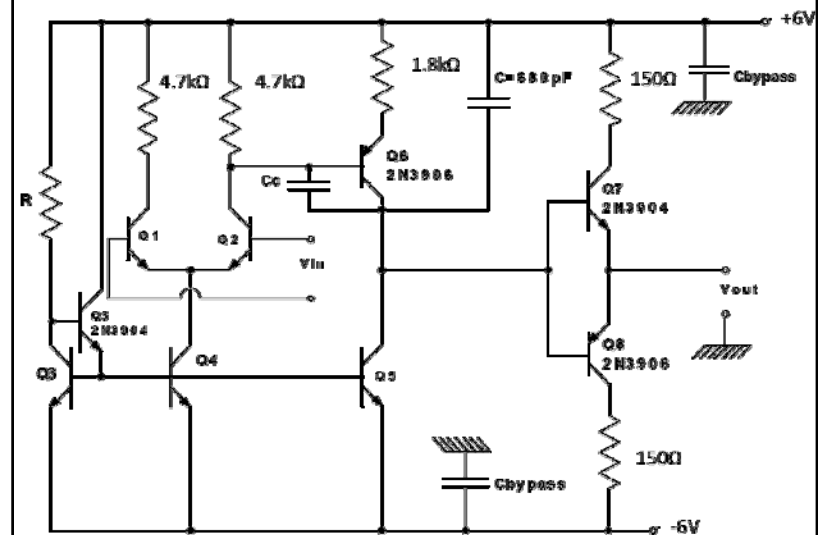 +6V
4.7kΩ
4.7kΩ
1.8kΩ
C=680pF
150Ω
Cbypass
R
Q6
2N3906
Cc
Q7
2N3904
Q1
Q2
Vin
Vout
Q3
2N3904
Q8
2N3906
Q3
Q4
Q5
Cbypass
150Ω
-6V